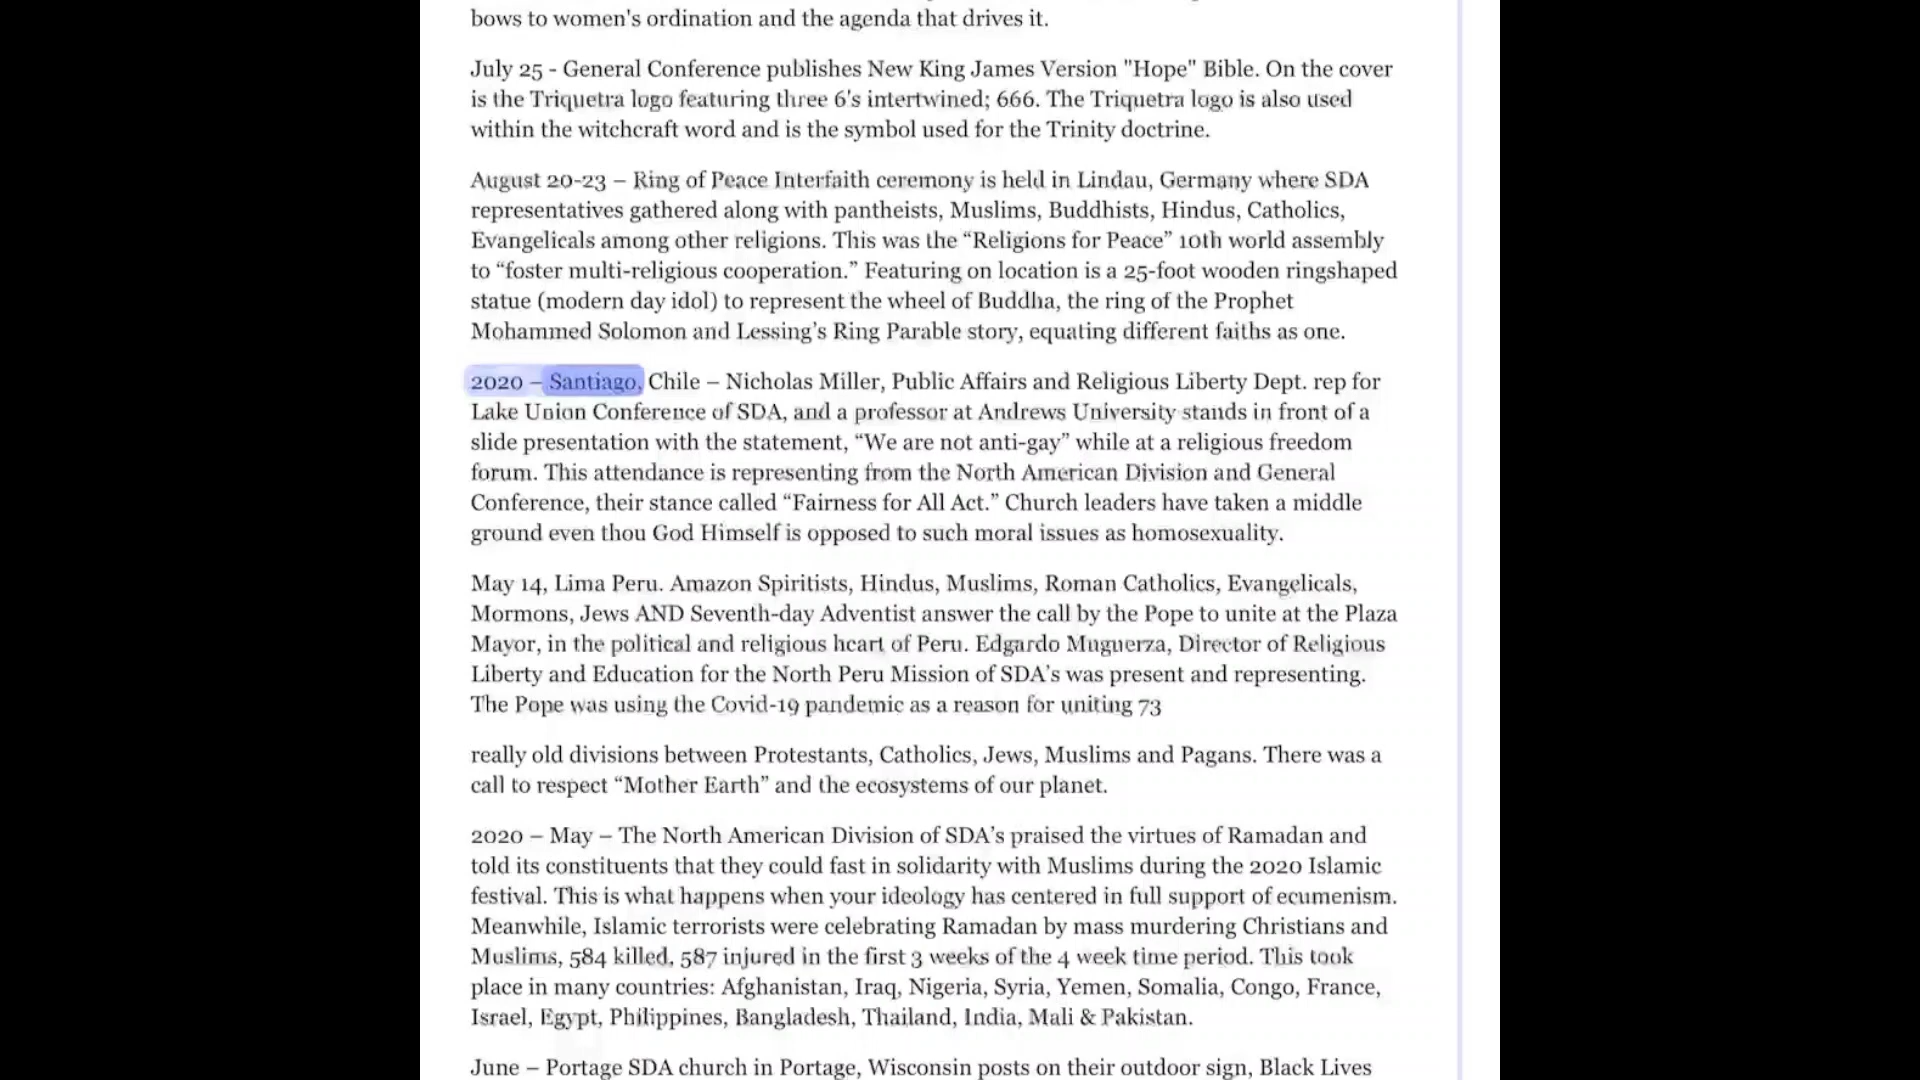 bows to women's ordination and the agenda that drives it.
July 25 - General Conference publishes New King James Version "Hope" Bible. On the cover
is the Triquetra logo featuring three 6's intertwined; 666. The Triquetra logo is also used
within the witchcraft word and is the symbol used for the Trinity doctrine.
August 20-23 – Ring of Peace Interfaith ceremony is held in Lindau, Germany where SDA
representatives gathered along with pantheists, Muslims, Buddhists, Hindus, Catholics,
Evangelicals among other religions. This was the “Religions for Peace” 10th world assembly
to “foster multi-religious cooperation.” Featuring on location is a 25-foot wooden ringshaped
statue (modern day idol) to represent the wheel of Buddha, the ring of the Prophet
Mohammed Solomon and Lessing’s Ring Parable story, equating different faiths as one.
2020 – Santiago, Chile – Nicholas Miller, Public Affairs and Religious Liberty Dept. rep for
Lake Union Conference of SDA, and a professor at Andrews University stands in front of a
slide presentation with the statement, “We are not anti-gay” while at a religious freedom
forum. This attendance is representing from the North American Division and General
Conference, their stance called “Fairness for All Act.” Church leaders have taken a middle
ground even thou God Himself is opposed to such moral issues as homosexuality.
May 14, Lima Peru. Amazon Spiritists, Hindus, Muslims, Roman Catholics, Evangelicals,
Mormons, Jews AND Seventh-day Adventist answer the call by the Pope to unite at the Plaza
Mayor, in the political and religious heart of Peru. Edgardo Muguerza, Director of Religious
Liberty and Education for the North Peru Mission of SDA’s was present and representing.
The Pope was using the Covid-19 pandemic as a reason for uniting 73
really old divisions between Protestants, Catholics, Jews, Muslims and Pagans. There was a
call to respect “Mother Earth” and the ecosystems of our planet.
2020 – May – The North American Division of SDA’s praised the virtues of Ramadan and
told its constituents that they could fast in solidarity with Muslims during the 2020 Islamic
festival. This is what happens when your ideology has centered in full support of ecumenism.
Meanwhile, Islamic terrorists were celebrating Ramadan by mass murdering Christians and
Muslims, 584 killed, 587 injured in the first 3 weeks of the 4 week time period. This took
place in many countries: Afghanistan, Iraq, Nigeria, Syria, Yemen, Somalia, Congo, France,
Israel, Egypt, Philippines, Bangladesh, Thailand, India, Mali & Pakistan.
June – Portage SDA church in Portage, Wisconsin posts on their outdoor sign, Black Lives